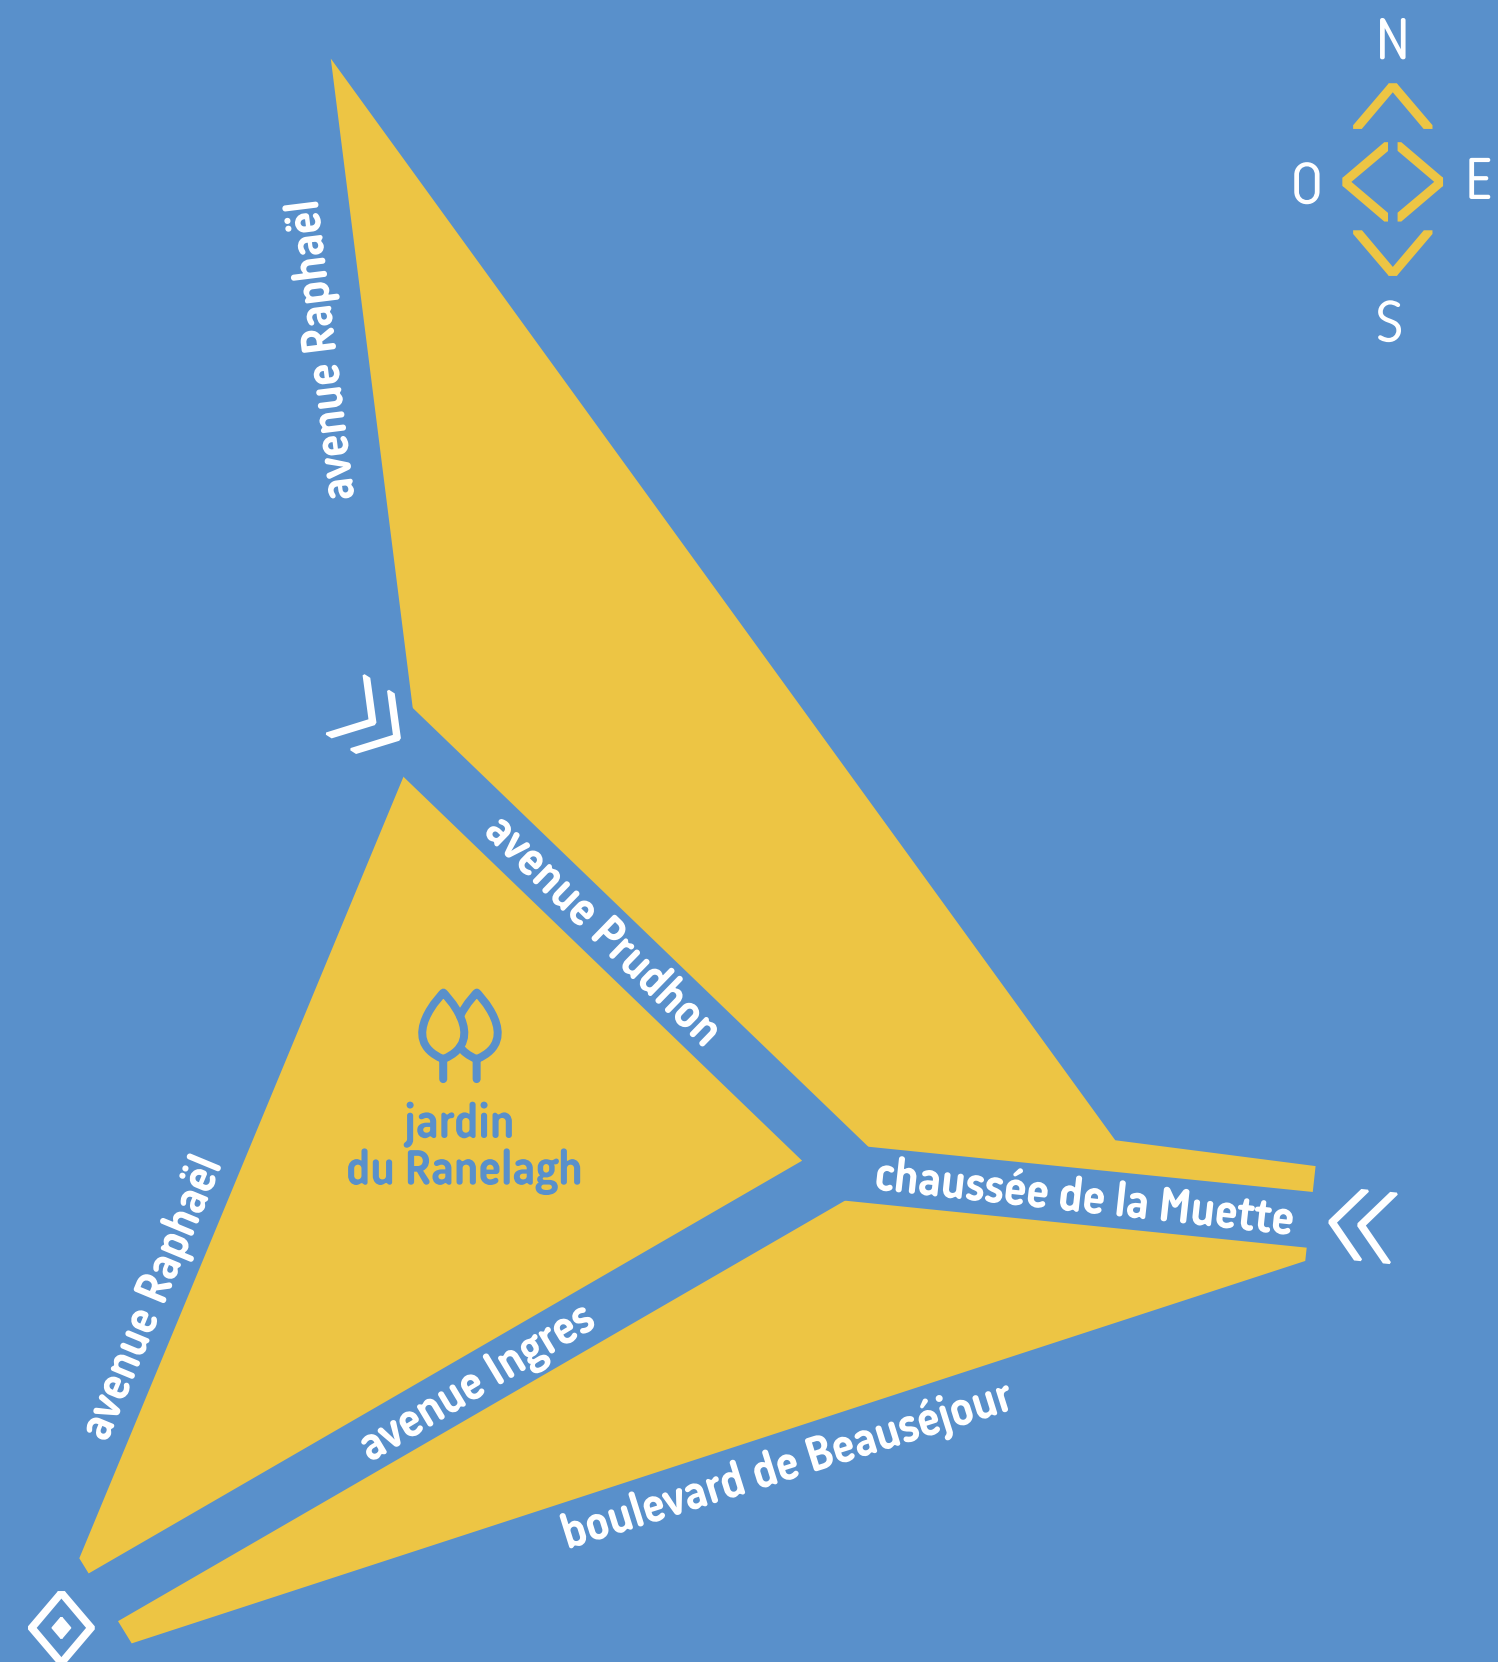 N
O
E
S
avenue Raphaël
avenue Prudhon
jardin
du Ranelagh
chaussée de la Muette
avenue Raphaël
avenue Ingres
boulevard de Beauséjour